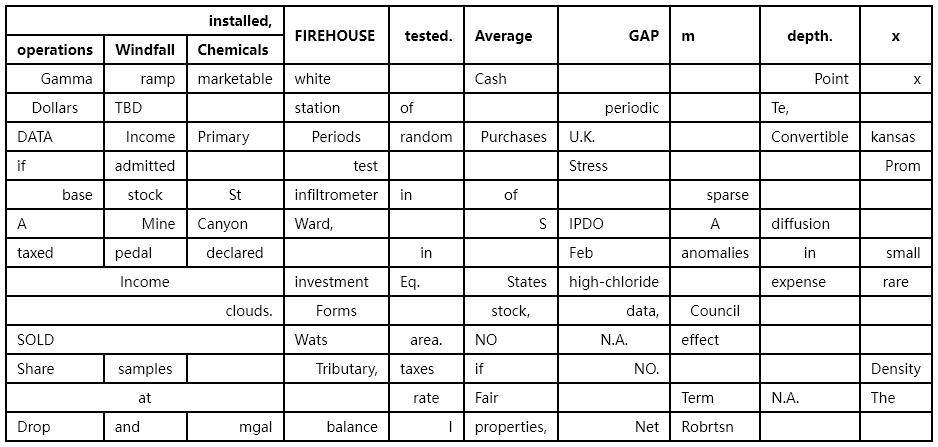 installed, FIREHOUSE tested. Average GAP m depth. x
operations Windfall Chemicals
Gamma ramp marketable white Cash Point x
Dollars TBD station of periodic Te,
DATA Income Primary Periods random Purchases U.K. Convertible kansas
if admitted test Stress Prom
base stock St infiltrometer in of sparse
A Mine Canyon Ward, S IPDO A diffusion
taxed pedal declared in Feb anomalies in small
Income investment Eq. States high-chloride expense rare
clouds. Forms stock, data, Council
SOLD Wats area. NO N.A. effect
Share samples Tributary, taxes if NO. Density
at rate Fair Term N.A. The
Drop and mgal balance I properties, Net Robrtsn